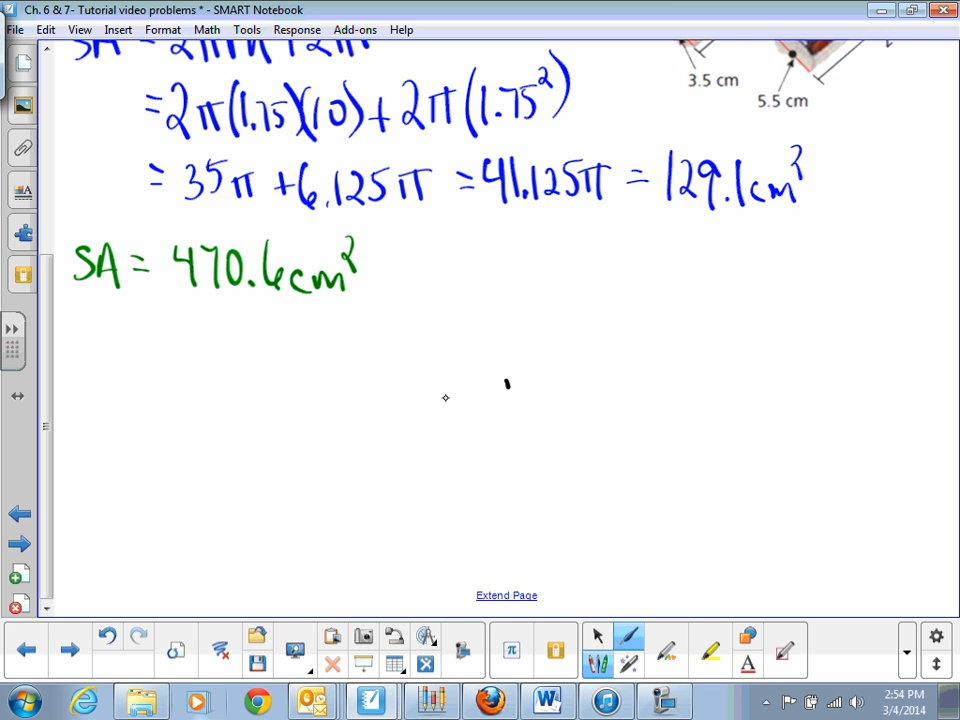 Ch. 6 & 7- Tutorial video problems * - SMART Notebook
File Edit View Insert Format Math Tools Response Add-ons Help
3.5 cm
5.5 cm
=2π(1.75)(10)+2π(1.75²)
= 35π +6.125π =41.125π = 129.1cm²
SA= 470.6cm²
Extend Page
2:54 PM
3/4/2014